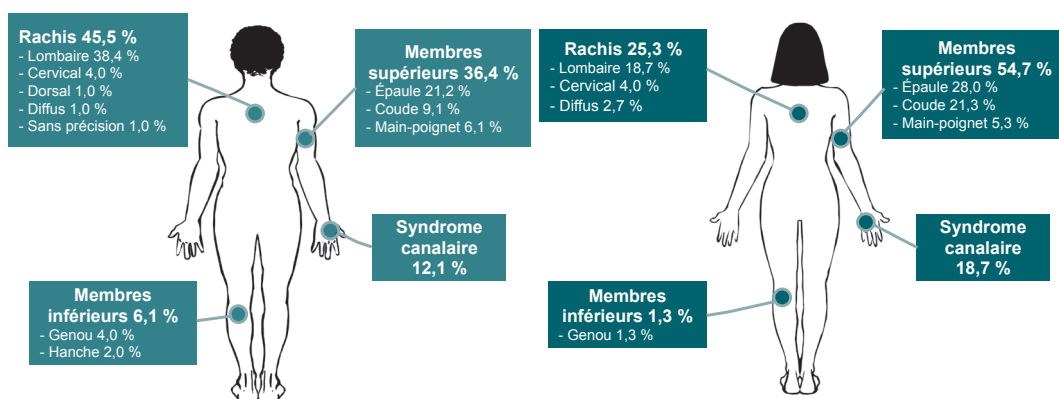 Rachis 45,5 %
- Lombaire 38,4 %
- Cervical 4,0 %
- Dorsal 1,0 %
- Diffus 1,0 %
- Sans précision 1,0 %
Membres
supérieurs 36,4 %
- Épaule 21,2 %
- Coude 9,1 %
- Main-poignet 6,1 %
Syndrome
canalaire
12,1 %
Membres
inférieurs 6,1 %
- Genou 4,0 %
- Hanche 2,0 %
Rachis 25,3 %
- Lombaire 18,7 %
- Cervical 4,0 %
- Diffus 2,7 %
Membres
supérieurs 54,7 %
- Épaule 28,0 %
- Coude 21,3 %
- Main-poignet 5,3 %
Syndrome
canalaire
18,7 %
Membres
inférieurs 1,3 %
- Genou 1,3 %